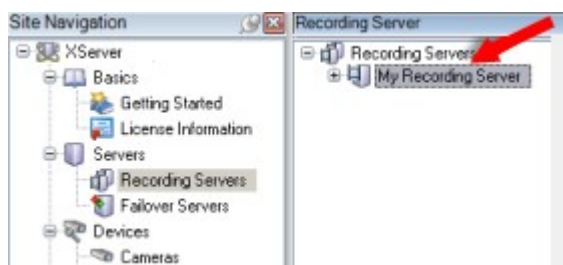 Site Navigation
XServer
Basics
Getting Started
License Information
Servers
Recording Servers
Failover Servers
Devices
Cameras
Recording Server
Recording Servers
My Recording Server